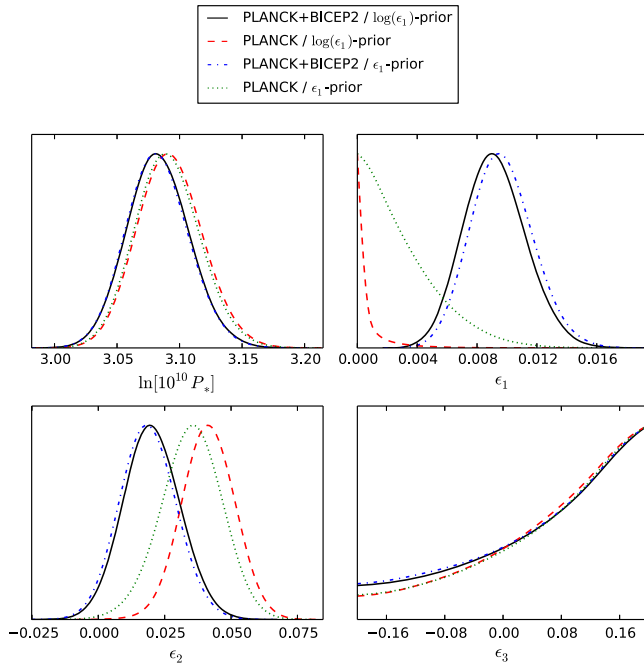 PLANCK+BICEP2 / log(ϵ₁)-prior
PLANCK / log(ϵ₁)-prior
PLANCK+BICEP2 / ϵ₁-prior
PLANCK / ϵ₁-prior
3.00 3.05 3.10 3.15 3.20
ln[10¹⁰ P∗]
0.000 0.004 0.008 0.012 0.016
ϵ₁
−0.025 0.000 0.025 0.050 0.075
ϵ₂
−0.16 −0.08 0.00 0.08 0.16
ϵ₃